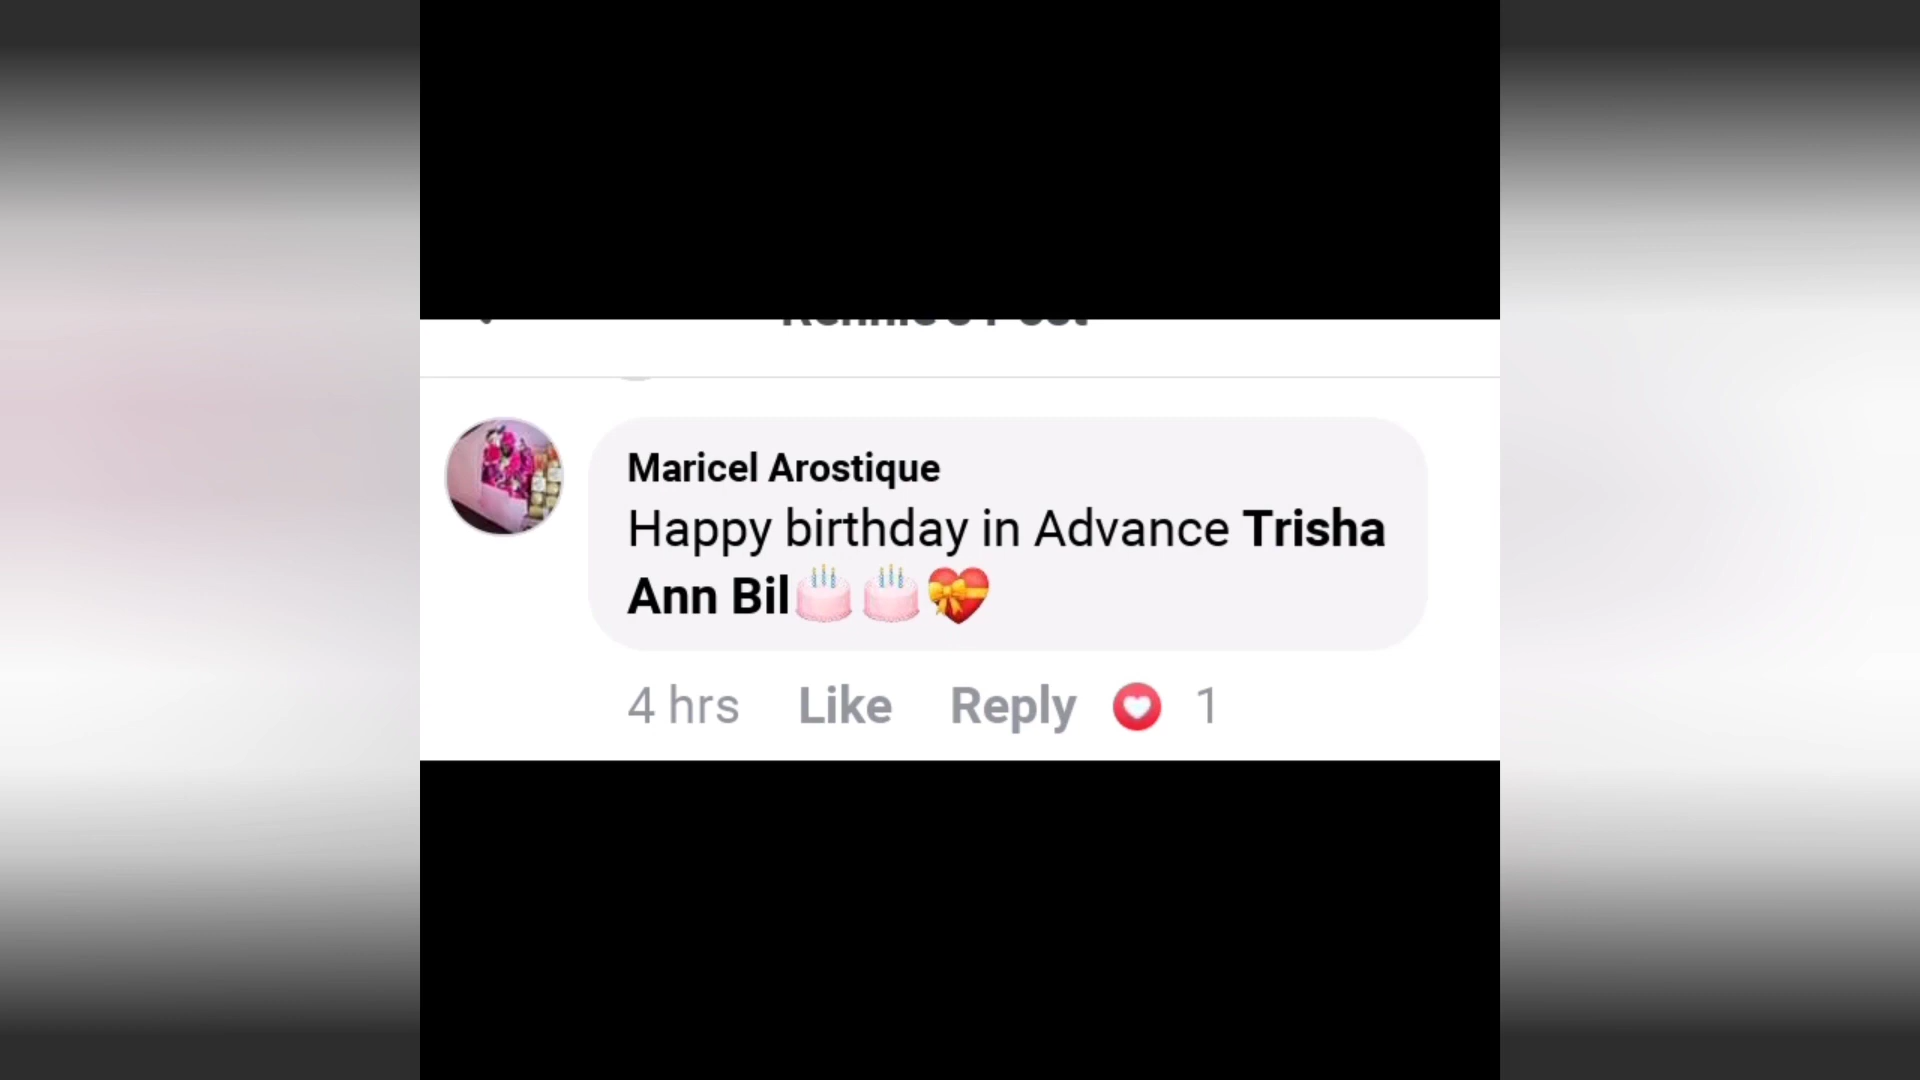 Maricel Arostique
Happy birthday in Advance Trisha
Ann Bil🎂🎂💝
4 hrs Like Reply 1